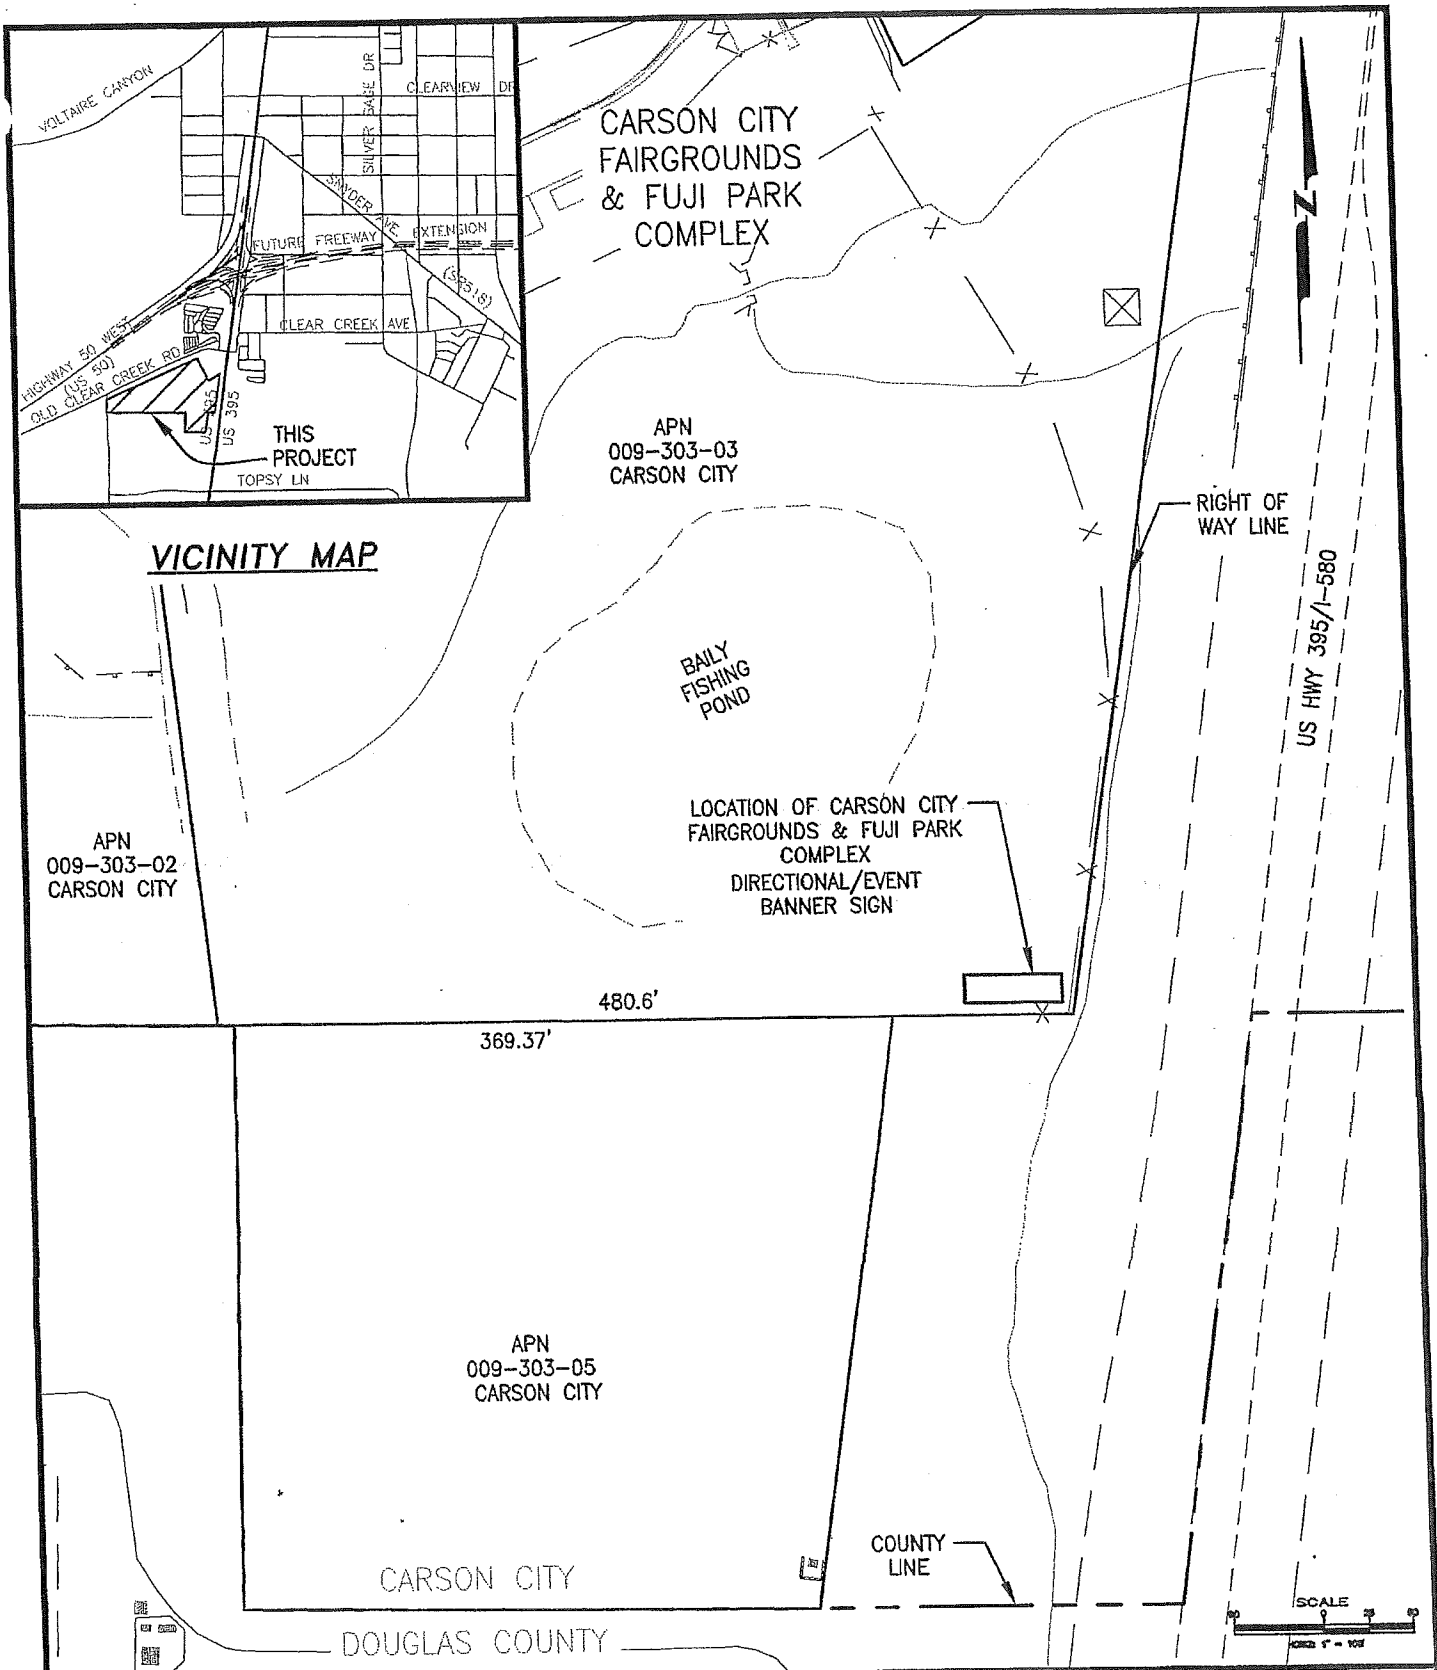 VOLTAIRE CANYON
SILVER SAGE DR
CLEARVIEW DR
SNYDER AVE
FUTURE FREEWAY EXTENSION
(SR518)
CLEAR CREEK AVE
HIGHWAY 50 WEST
(US 50)
OLD CLEAR CREEK RD
US 395
US 395
THIS
PROJECT
TOPSY LN
VICINITY MAP
CARSON CITY
FAIRGROUNDS
& FUJI PARK
COMPLEX
N
APN
009-303-03
CARSON CITY
RIGHT OF
WAY LINE
US HWY 395/I-580
BAILY
FISHING
POND
LOCATION OF CARSON CITY
FAIRGROUNDS & FUJI PARK
COMPLEX
DIRECTIONAL/EVENT
BANNER SIGN
APN
009-303-02
CARSON CITY
480.6'
369.37'
APN
009-303-05
CARSON CITY
COUNTY
LINE
CARSON CITY
DOUGLAS COUNTY
SCALE
0
1" = 100'